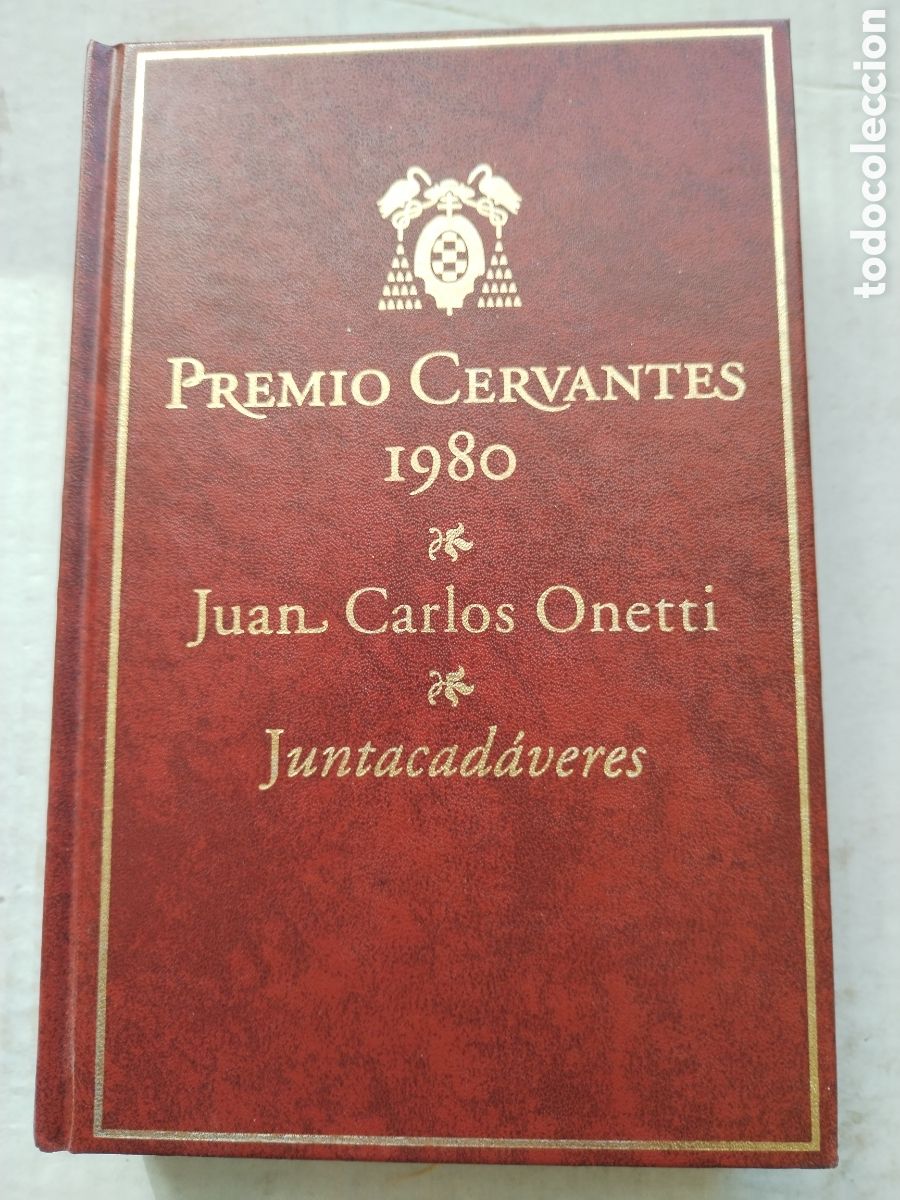 PREMIO CERVANTES
1980
Juan Carlos Onetti
Juntacadáveres
todocoleccion